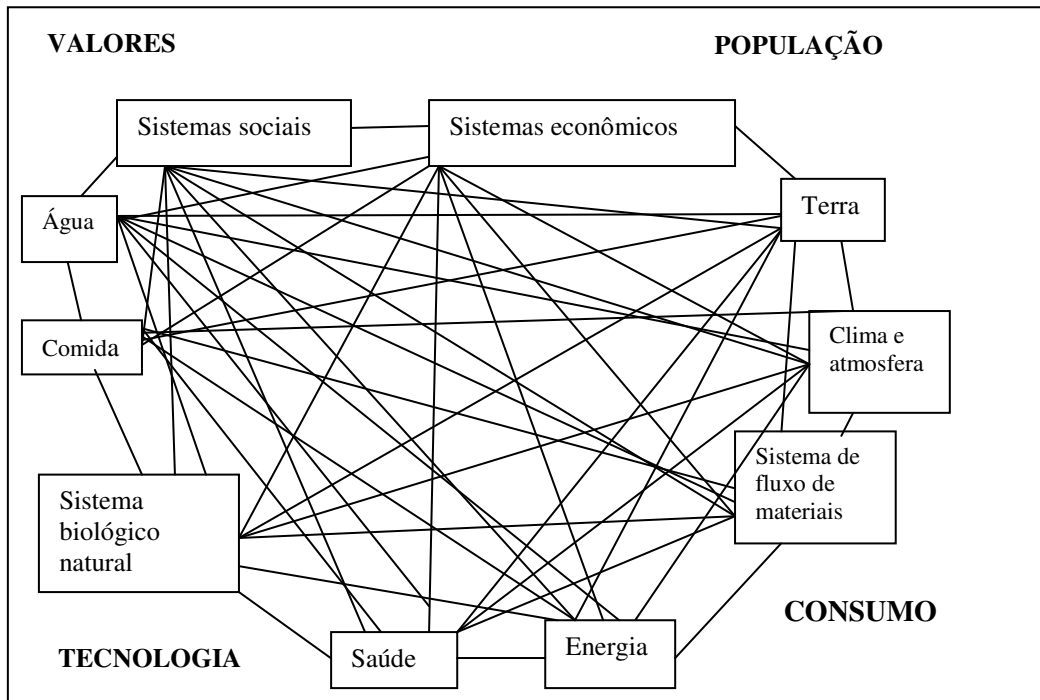 VALORES
POPULAÇÃO
Sistemas sociais
Sistemas econômicos
Água
Terra
Comida
Clima e
atmosfera
Sistema de
fluxo de
materiais
Sistema
biológico
natural
CONSUMO
TECNOLOGIA
Saúde
Energia